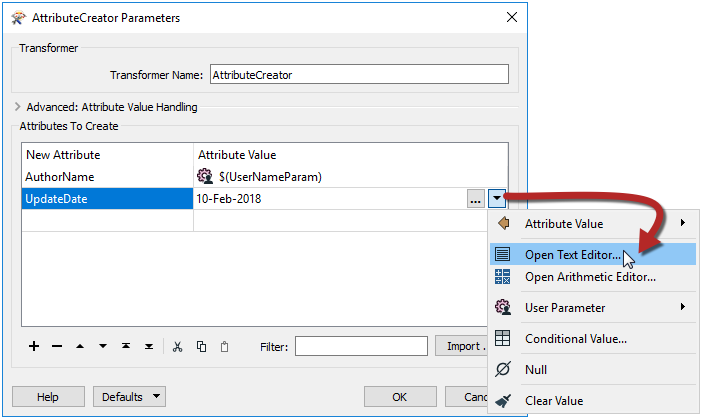 AttributeCreator Parameters
Transformer
Transformer Name: AttributeCreator
Advanced: Attribute Value Handling
Attributes To Create
New Attribute Attribute Value
AuthorName $(UserNameParam)
UpdateDate 10-Feb-2018 ...
Attribute Value
Open Text Editor...
Open Arithmetic Editor...
User Parameter
Conditional Value...
Null
Clear Value
Filter: Import ..
Help Defaults OK Canc